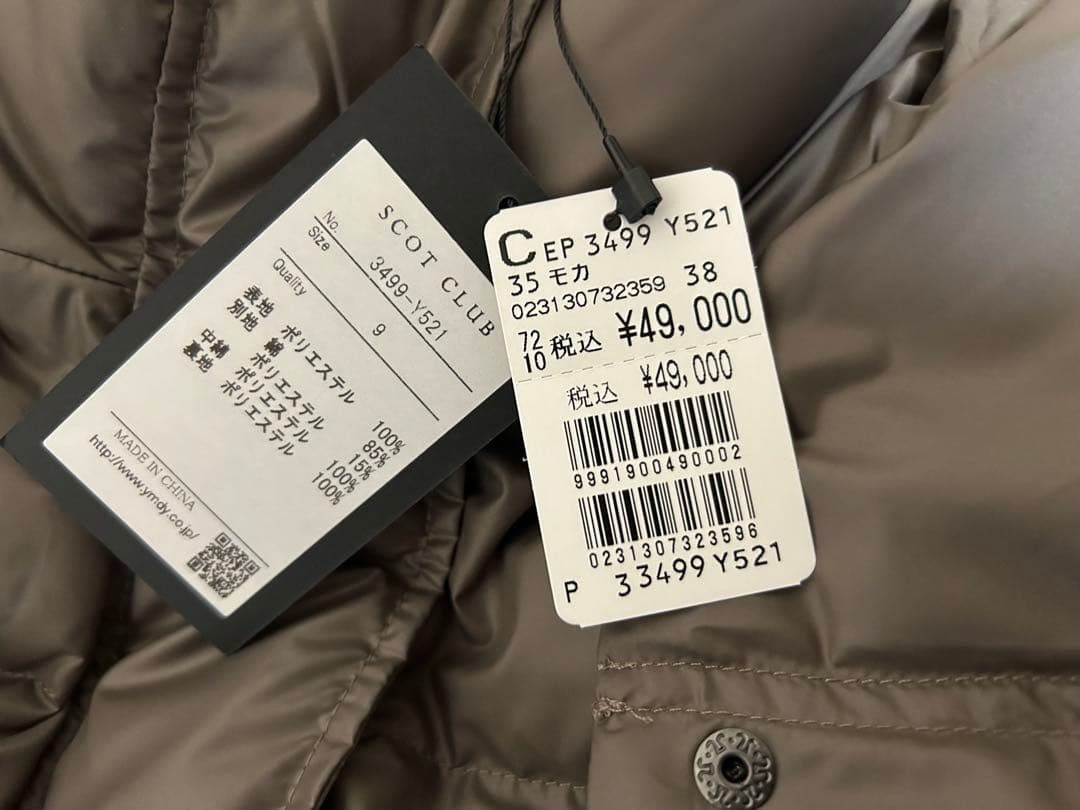 SCOT CLUB
No. 3499-Y521
Size 9
Quality
表地 ポリエステル 100%
別地 綿 85%
ポリエステル 15%
中綿 ポリエステル 100%
裏地 ポリエステル 100%
MADE IN CHINA
http://www.ymdy.co.jp/
C EP 3499 Y521
35 モカ
023130732359 38
72
10 税込 ¥49,000
税込 ¥49,000
9991900490002
0231307323596
P 33499Y521